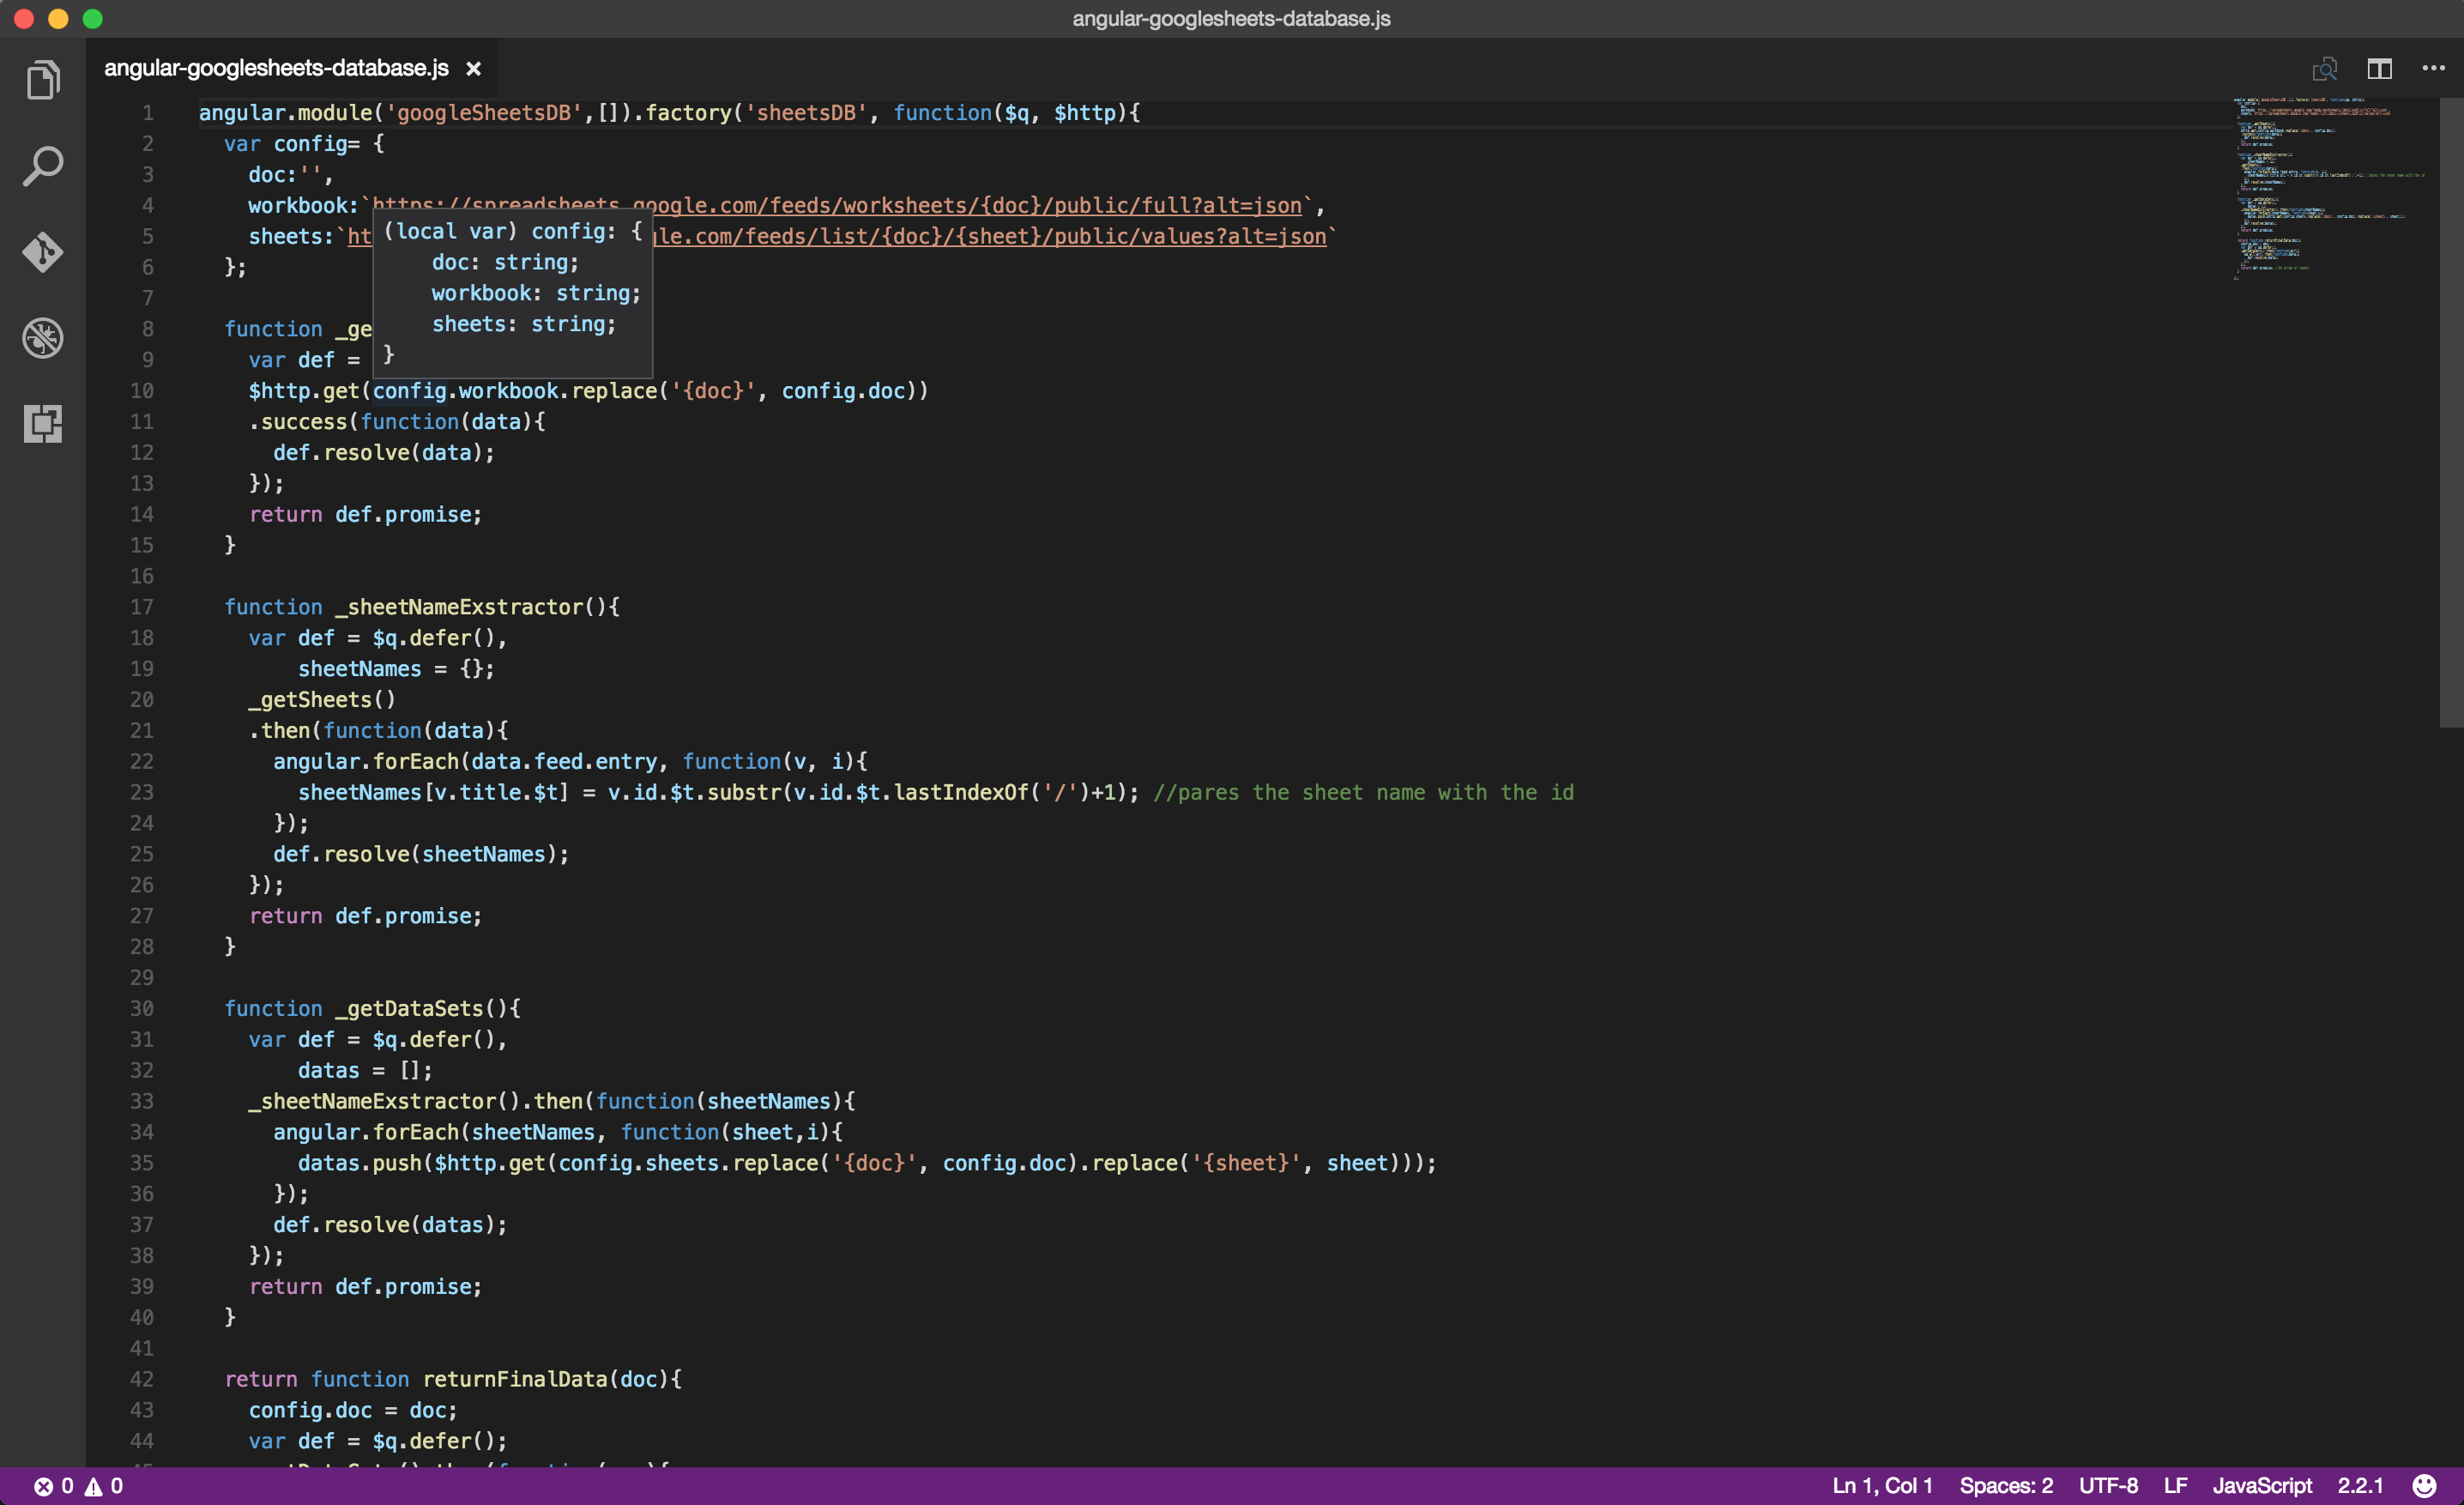 angular-googlesheets-database.js
angular-googlesheets-database.js ×
1 angular.module('googleSheetsDB',[]).factory('sheetsDB', function($q, $http){
2 var config= {
3 doc:'',
4 workbook:`https://spreadsheets.google.com/feeds/worksheets/{doc}/public/full?alt=json`,
5 sheets:`ht gle.com/feeds/list/{doc}/{sheet}/public/values?alt=json`
(local var) config: {
doc: string;
workbook: string;
sheets: string;
}
6 };
7
8 function _ge
9 var def =
10 $http.get(config.workbook.replace('{doc}', config.doc))
11 .success(function(data){
12 def.resolve(data);
13 });
14 return def.promise;
15 }
16
17 function _sheetNameExstractor(){
18 var def = $q.defer(),
19 sheetNames = {};
20 _getSheets()
21 .then(function(data){
22 angular.forEach(data.feed.entry, function(v, i){
23 sheetNames[v.title.$t] = v.id.$t.substr(v.id.$t.lastIndexOf('/')+1); //pares the sheet name with the id
24 });
25 def.resolve(sheetNames);
26 });
27 return def.promise;
28 }
29
30 function _getDataSets(){
31 var def = $q.defer(),
32 datas = [];
33 _sheetNameExstractor().then(function(sheetNames){
34 angular.forEach(sheetNames, function(sheet,i){
35 datas.push($http.get(config.sheets.replace('{doc}', config.doc).replace('{sheet}', sheet)));
36 });
37 def.resolve(datas);
38 });
39 return def.promise;
40 }
41
42 return function returnFinalData(doc){
43 config.doc = doc;
44 var def = $q.defer();
0 0 Ln 1, Col 1 Spaces: 2 UTF-8 LF JavaScript 2.2.1